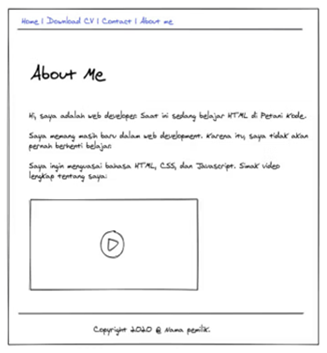 Home | Download CV | Contact | About me
About Me
Hi, saya adalah web developer. Saat ini sedang belajar HTML di Petani Kode.
Saya memang masih baru dalam web development. Karena itu, saya tidak akan
pernah berhenti belajar.
Saya ingin menguasai bahasa HTML, CSS, dan Javascript. Simak video
lengkap tentang saya:
Copyright 2020 @ Nama pemilik.